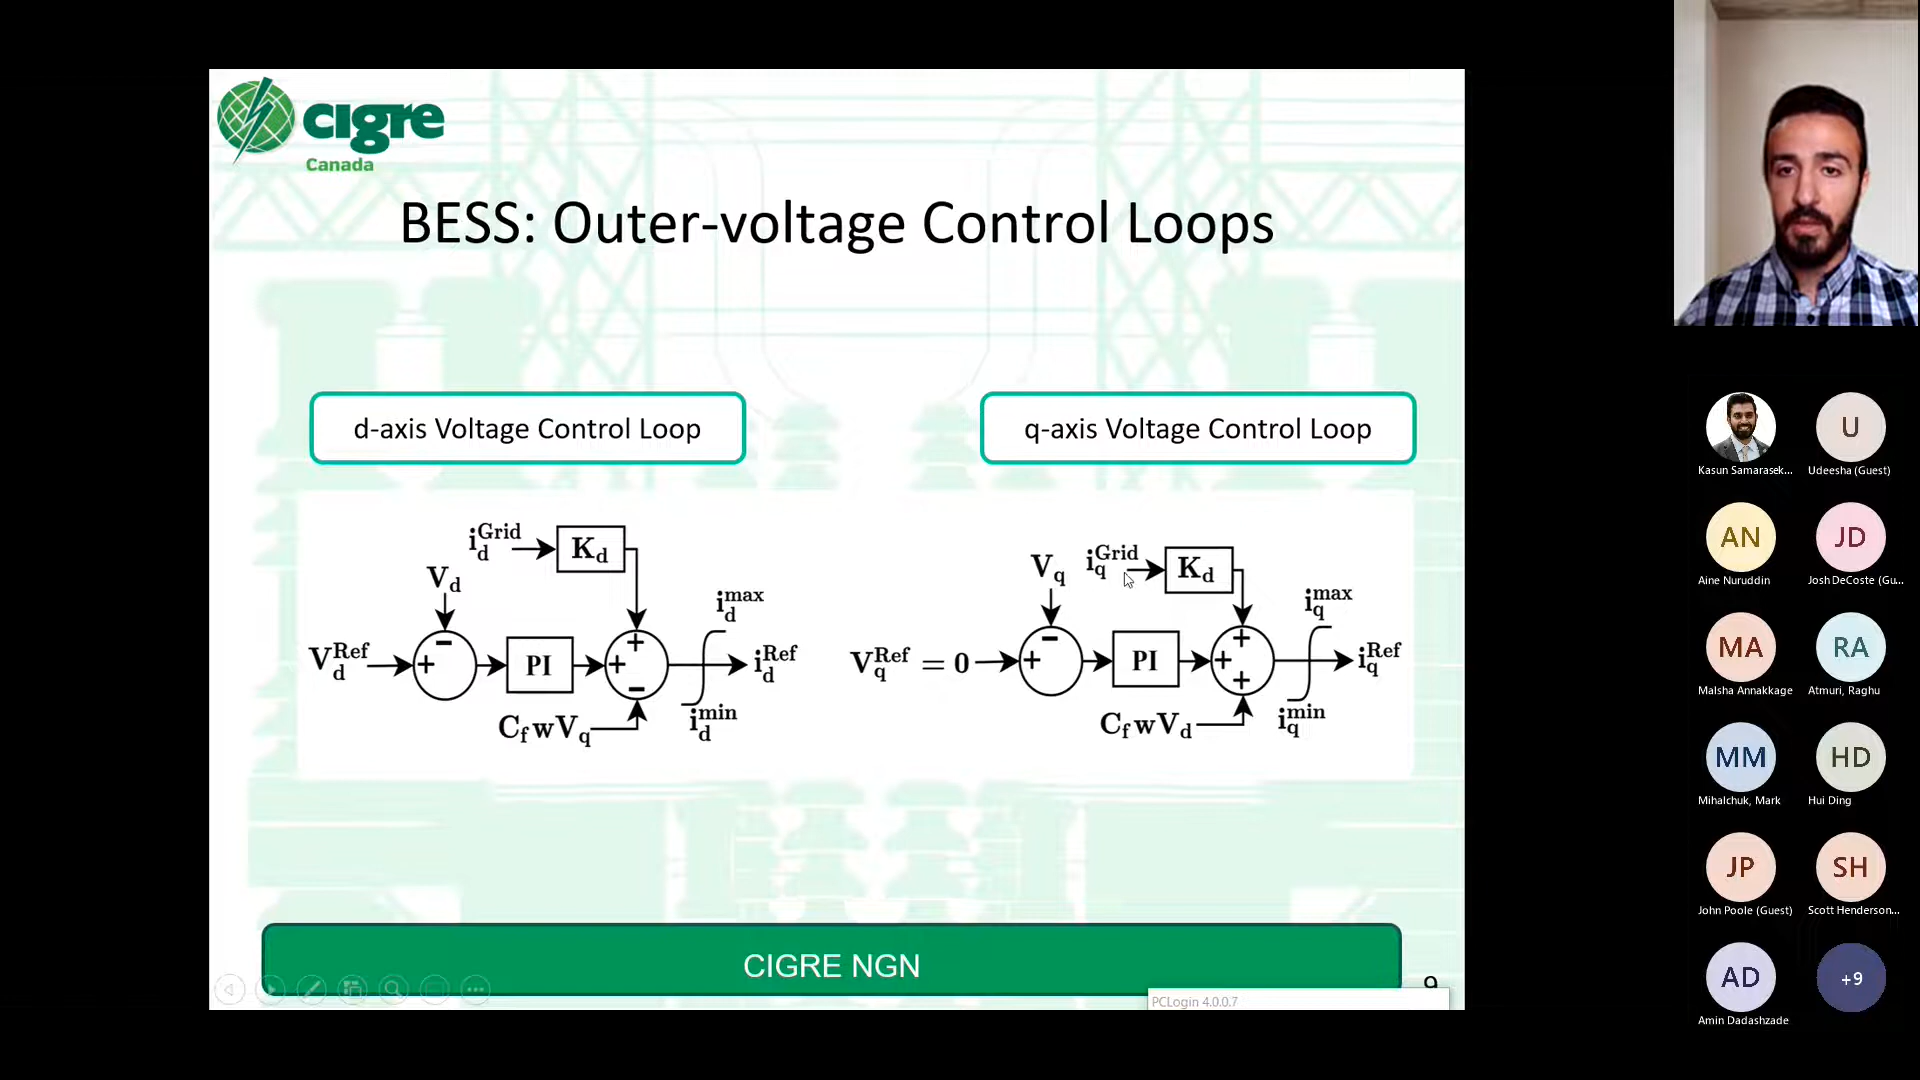 cigre
Canada
BESS: Outer-voltage Control Loops
d-axis Voltage Control Loop
q-axis Voltage Control Loop
i_d^Grid
K_d
V_d
V_d^Ref
+
−
PI
+
+
−
C_f w V_q
i_d^max
i_d^min
i_d^Ref
i_q^Grid
K_d
V_q
V_q^Ref = 0
+
−
PI
+
+
+
C_f w V_d
i_q^max
i_q^min
i_q^Ref
CIGRE NGN
9
PCLogin 4.0.0.7
Kasun Samarasek...
U
Udeesha (Guest)
AN
Aine Nuruddin
JD
Josh DeCoste (Gu...
MA
Malsha Annakkage
RA
Atmuri, Raghu
MM
Mihalchuk, Mark
HD
Hui Ding
JP
John Poole (Guest)
SH
Scott Henderson...
AD
Amin Dadashzade
+9